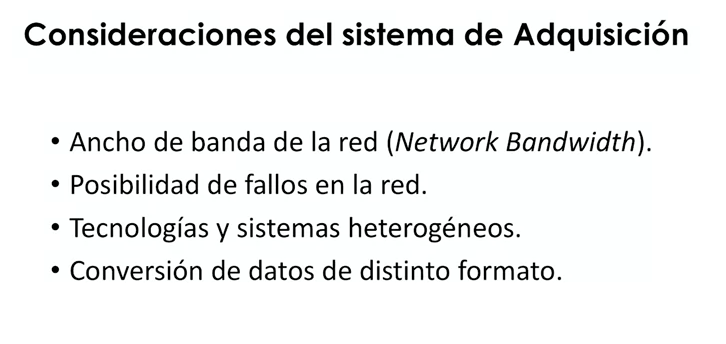 Consideraciones del sistema de Adquisición
• Ancho de banda de la red (Network Bandwidth).
• Posibilidad de fallos en la red.
• Tecnologías y sistemas heterogéneos.
• Conversión de datos de distinto formato.